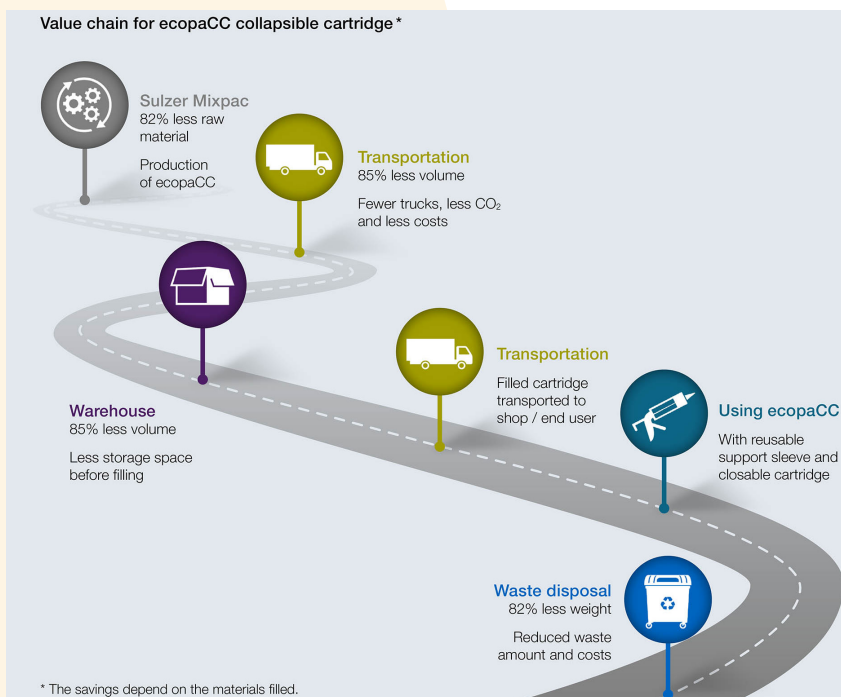 Value chain for ecopaCC collapsible cartridge*
Sulzer Mixpac
82% less raw
material
Production
of ecopaCC
Transportation
85% less volume
Fewer trucks, less CO₂
and less costs
Warehouse
85% less volume
Less storage space
before filling
Transportation
Filled cartridge
transported to
shop / end user
Using ecopaCC
With reusable
support sleeve and
closable cartridge
Waste disposal
82% less weight
Reduced waste
amount and costs
* The savings depend on the materials filled.